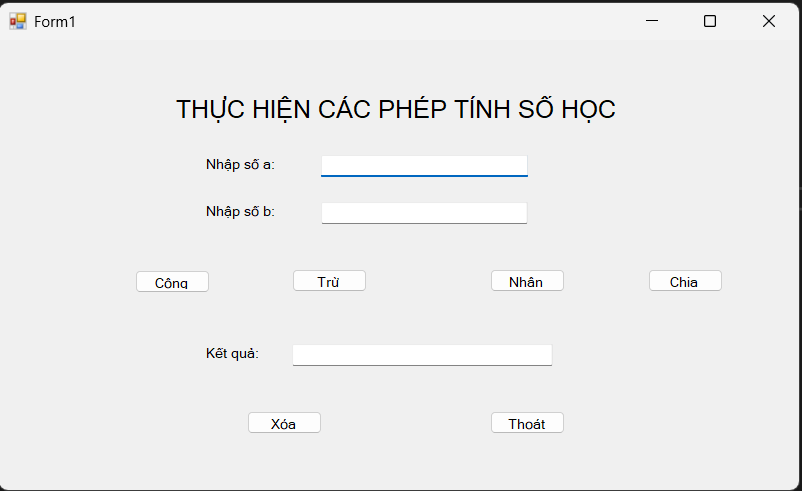 Form1
THỰC HIỆN CÁC PHÉP TÍNH SỐ HỌC
Nhập số a:
Nhập số b:
Công Trừ Nhân Chia
Kết quả:
Xóa Thoát